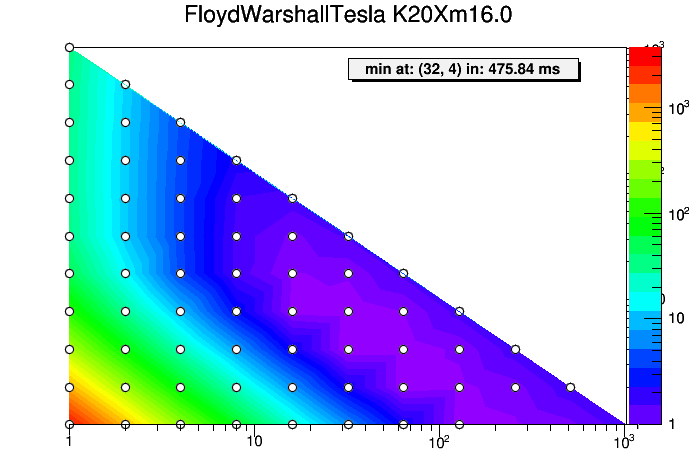 FloydWarshallTesla K20Xm16.0
min at: (32, 4) in: 475.84 ms
10³
10²
10
1
1 10 10² 10³